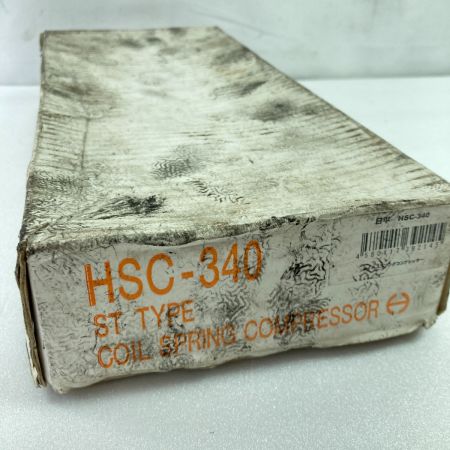 HSC-340
ST TYPE
COIL SPRING COMPRESSOR
HSC-340